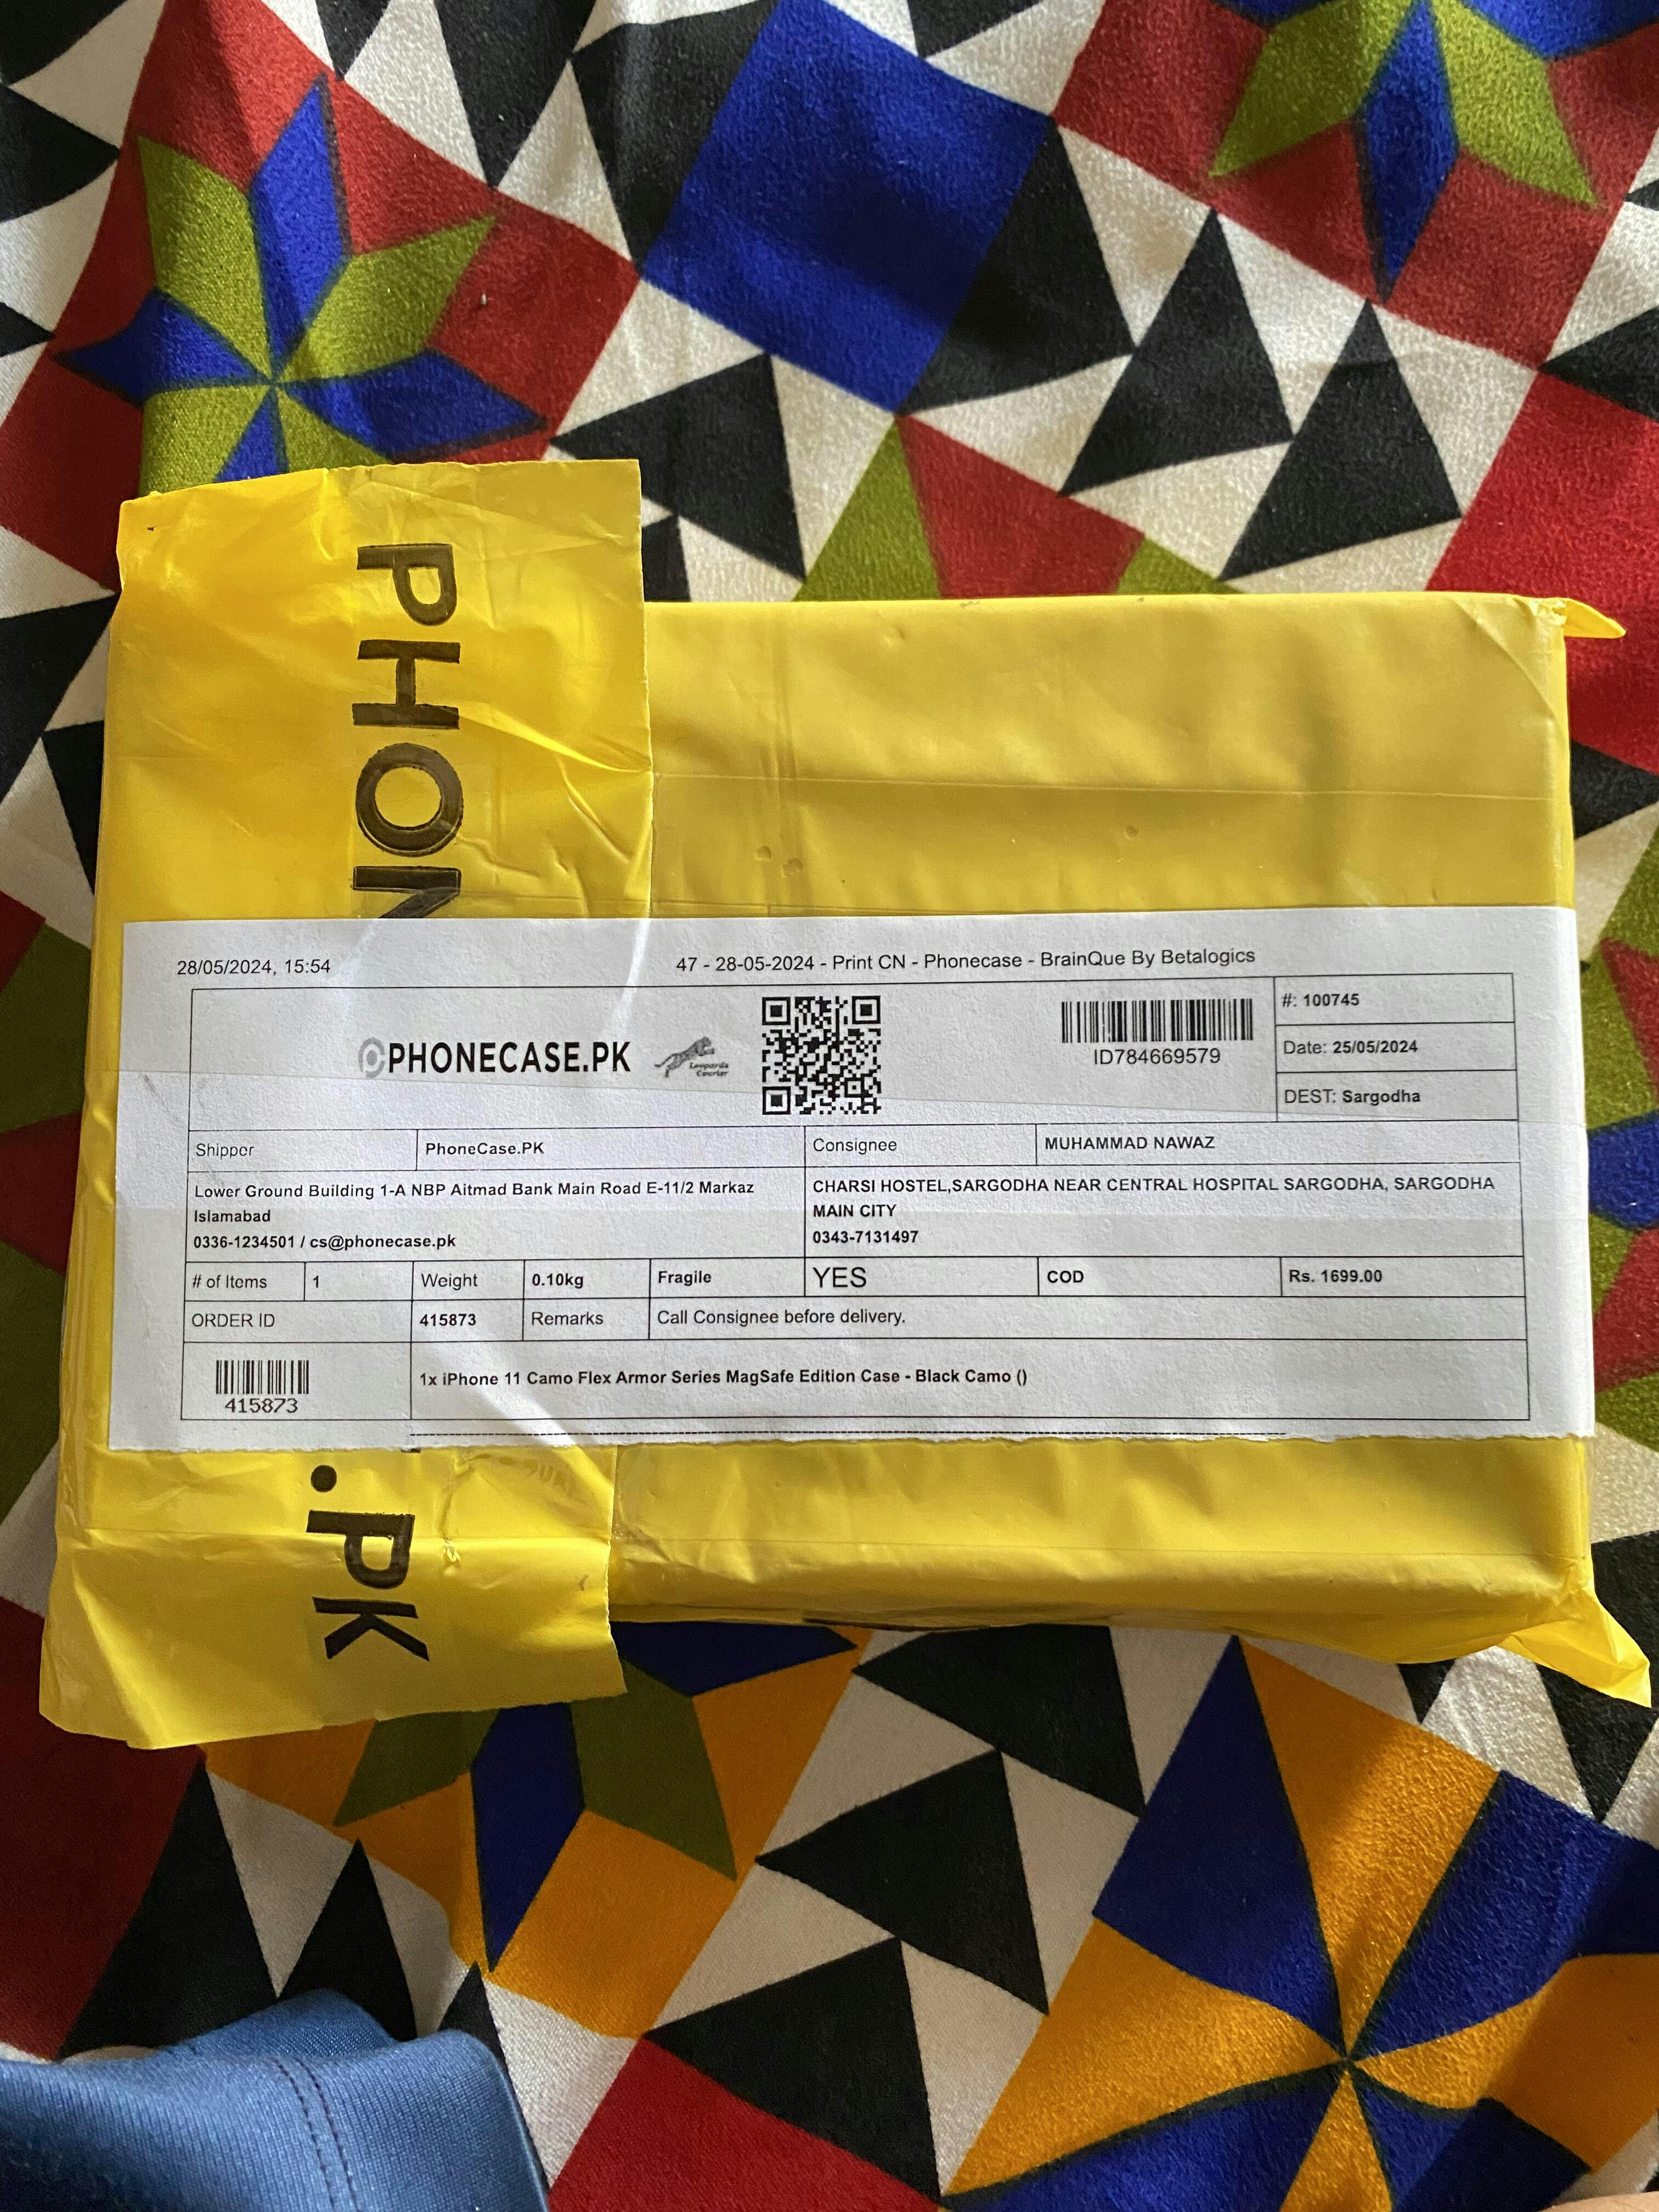 PHON
28/05/2024, 15:54
47 - 28-05-2024 - Print CN - Phonecase - BrainQue By Betalogics
PHONECASE.PK
Leopards
Courier
ID784669579
#: 100745
Date: 25/05/2024
DEST: Sargodha
Shipper
PhoneCase.PK
Consignee
MUHAMMAD NAWAZ
Lower Ground Building 1-A NBP Aitmad Bank Main Road E-11/2 Markaz
Islamabad
0336-1234501 / cs@phonecase.pk
CHARSI HOSTEL,SARGODHA NEAR CENTRAL HOSPITAL SARGODHA, SARGODHA
MAIN CITY
0343-7131497
# of Items
1
Weight
0.10kg
Fragile
YES
COD
Rs. 1699.00
ORDER ID
415873
Remarks
Call Consignee before delivery.
415873
1x iPhone 11 Camo Flex Armor Series MagSafe Edition Case - Black Camo ()
.PK